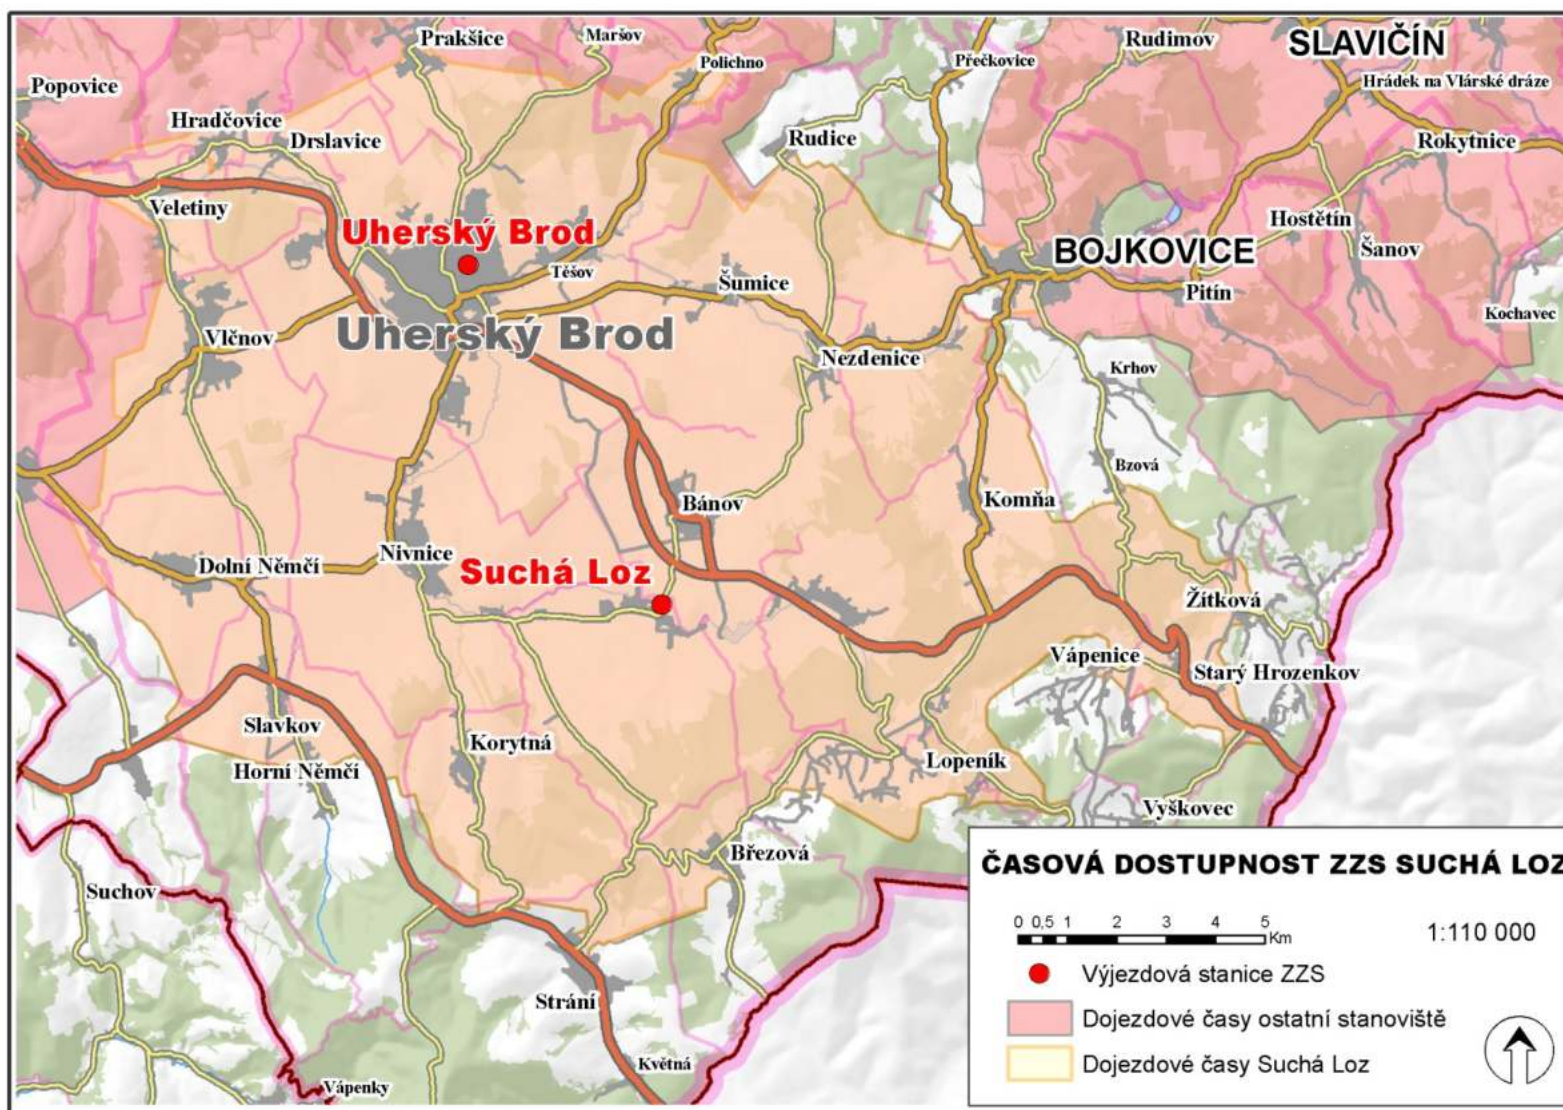 Prakšice
Maršov
Polichno
Přečkovice
Rudimov
SLAVIČÍN
Hrádek na Vlárské dráze
Popovice
Hradčovice
Drslavice
Rudice
Rokytnice
Veletiny
Uherský Brod
Těšov
Šumice
BOJKOVICE
Hostětín
Šanov
Pitín
Kochavec
Vlčnov
Uherský Brod
Nezdenice
Krhov
Bzová
Bánov
Komňa
Dolní Němčí
Nivnice
Suchá Loz
Žítková
Vápenice
Starý Hrozenkov
Slavkov
Korytná
Lopeník
Horní Němčí
Vyškovec
Březová
Suchov
Strání
Květná
Vápenky
ČASOVÁ DOSTUPNOST ZZS SUCHÁ LOZ
0 0,5 1 2 3 4 5
Km
1:110 000
Výjezdová stanice ZZS
Dojezdové časy ostatní stanoviště
Dojezdové časy Suchá Loz